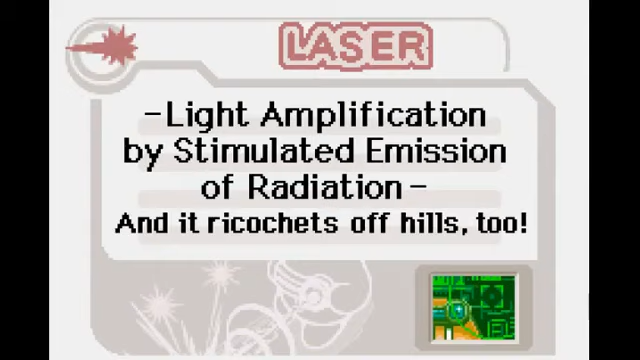 LASER
-Light Amplification
by Stimulated Emission
of Radiation-
And it ricochets off hills, too!